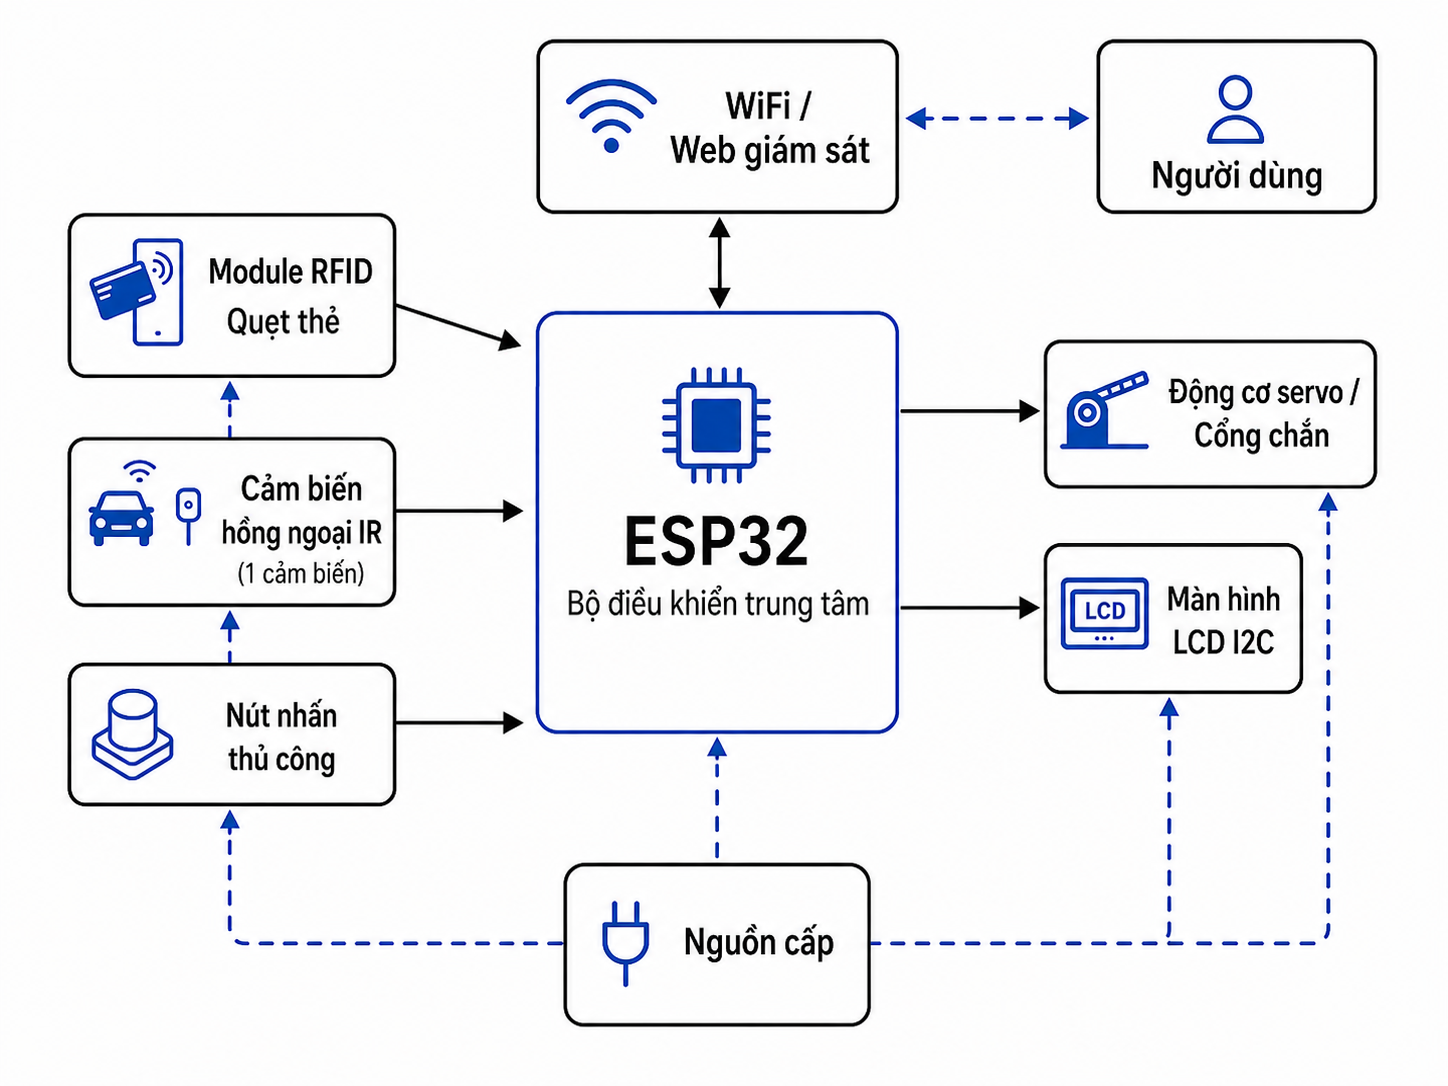 WiFi /
Web giám sát
Người dùng
Module RFID
Quẹt thẻ
Cảm biến
hồng ngoại IR
(1 cảm biến)
Nút nhấn
thủ công
ESP32
Bộ điều khiển trung tâm
Động cơ servo /
Cổng chắn
LCD
Màn hình
LCD I2C
Nguồn cấp